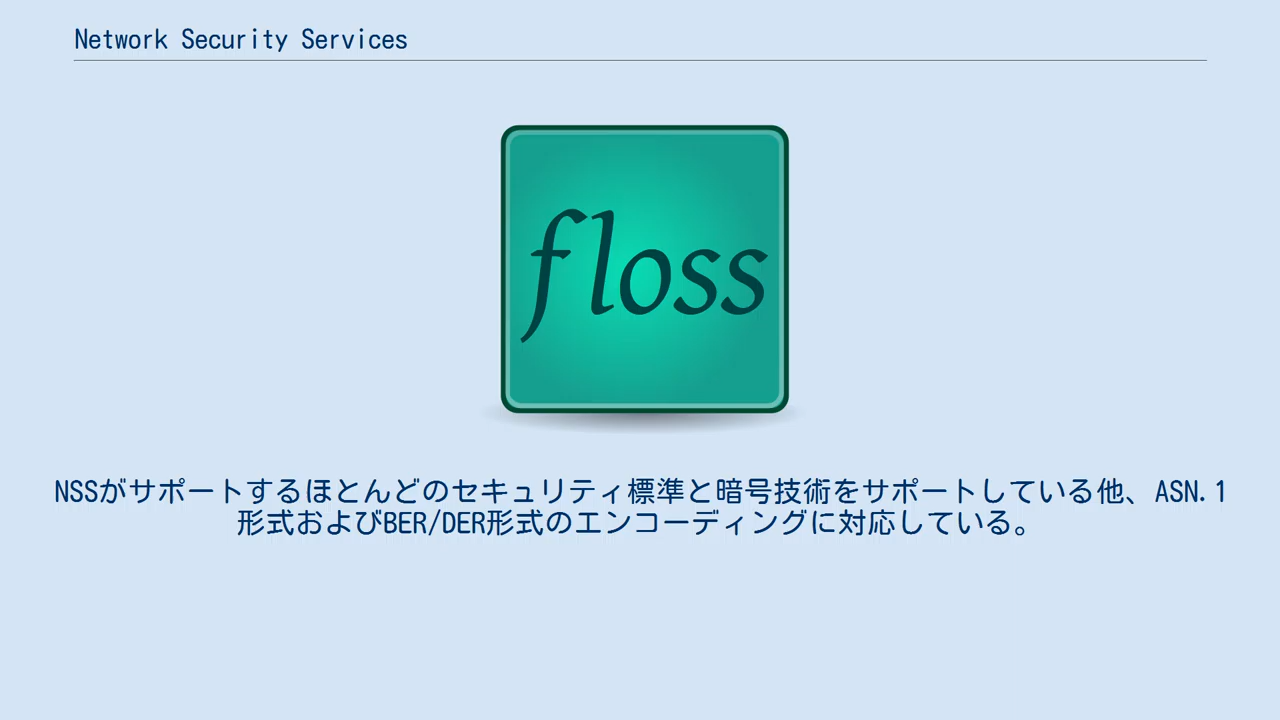 Network Security Services
floss
NSSがサポートするほとんどのセキュリティ標準と暗号技術をサポートしている他、ASN.1
形式およびBER/DER形式のエンコーディングに対応している。